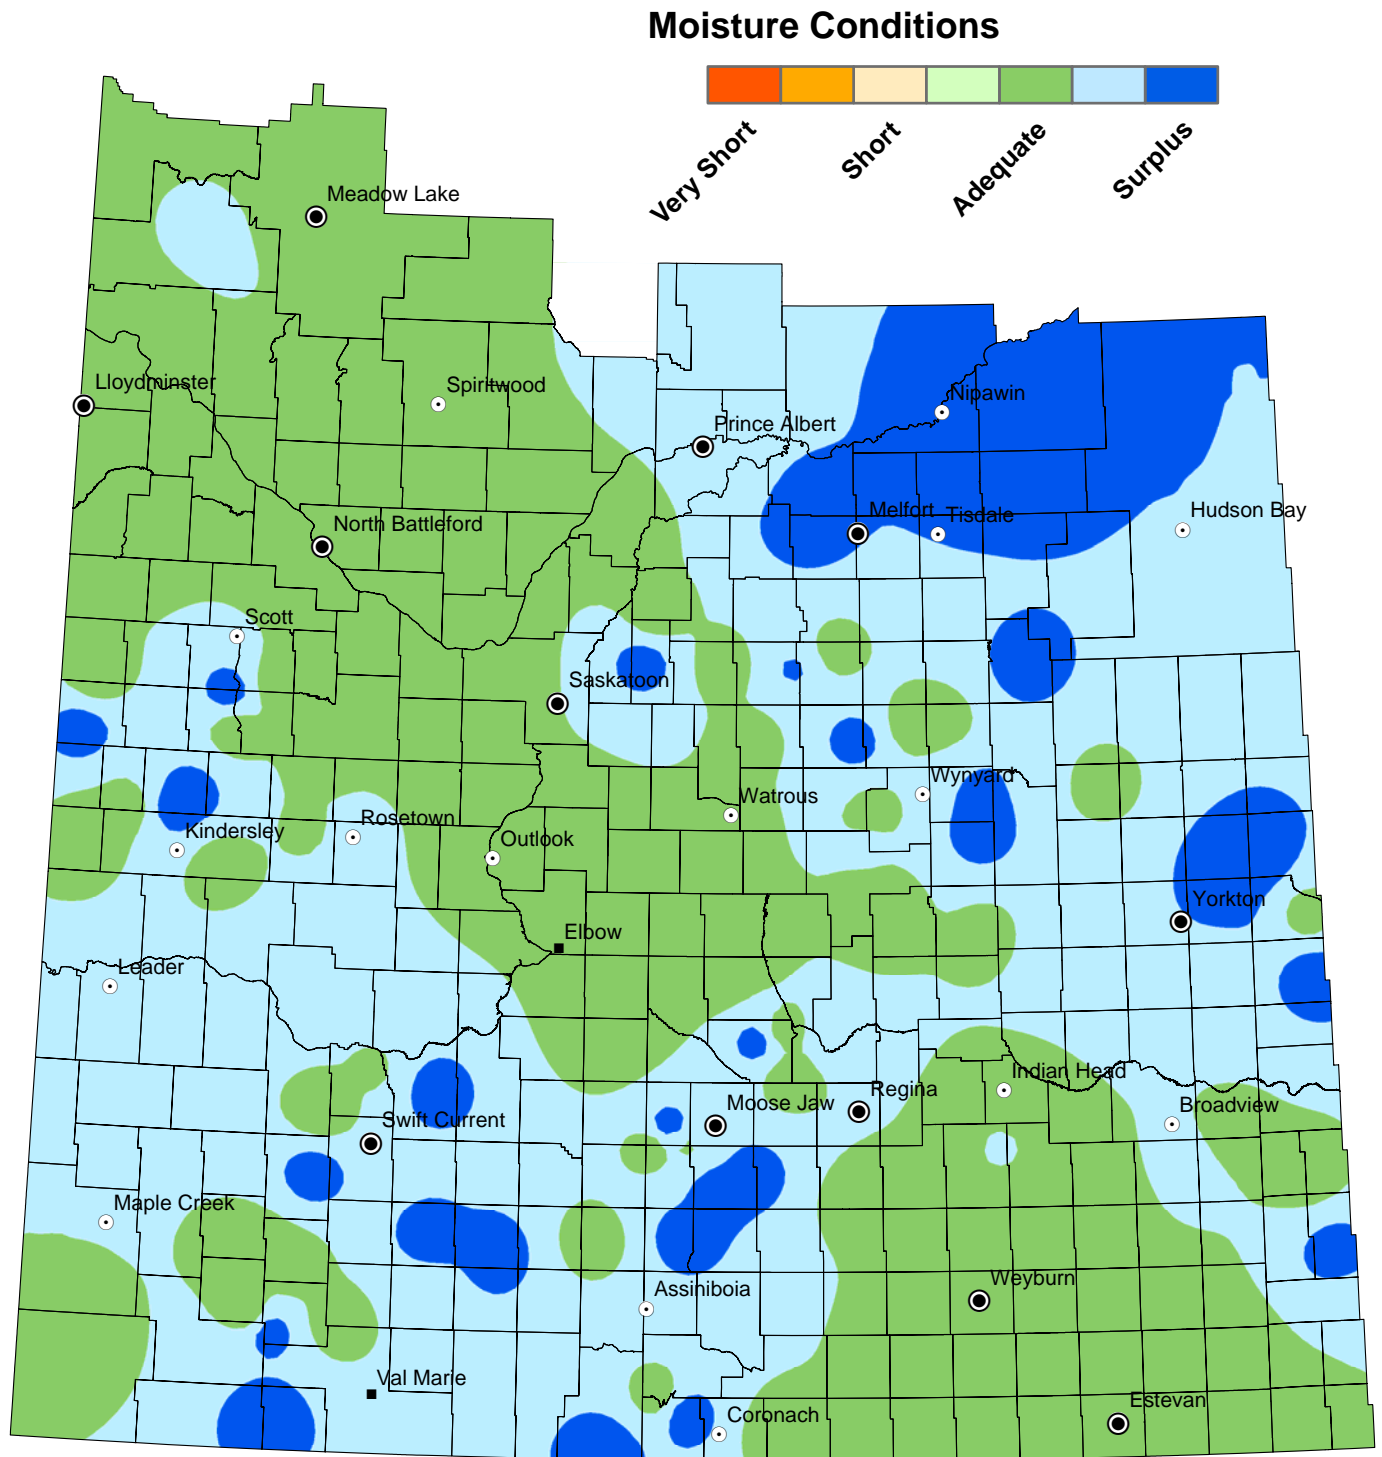 Moisture Conditions
Very Short
Short
Adequate
Surplus
Meadow Lake
Lloydminster
Spiritwood
Nipawin
Prince Albert
North Battleford
Melfort
Tisdale
Hudson Bay
Scott
Saskatoon
Wynyard
Watrous
Kindersley
Rosetown
Outlook
Yorkton
Elbow
Leader
Indian Head
Regina
Moose Jaw
Broadview
Swift Current
Maple Creek
Weyburn
Assiniboia
Val Marie
Estevan
Coronach